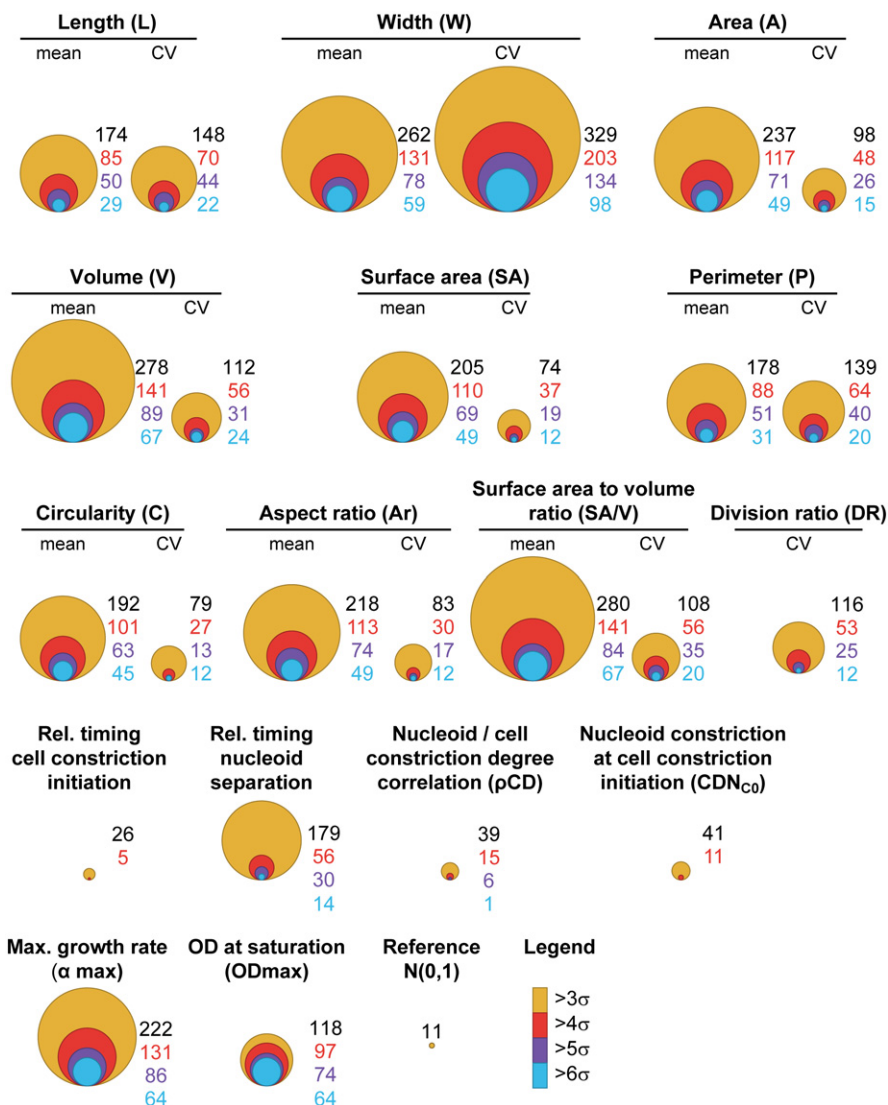 Length (L) Width (W) Area (A)
mean CV mean CV mean CV
174 148 262 329 237 98
85 70 131 203 117 48
50 44 78 134 71 26
29 22 59 98 49 15
Volume (V) Surface area (SA) Perimeter (P)
mean CV mean CV mean CV
278 112 205 74 178 139
141 56 110 37 88 64
89 31 69 19 51 40
67 24 49 12 31 20
Surface area to volume
Circularity (C) Aspect ratio (Ar) ratio (SA/V) Division ratio (DR)
mean CV mean CV mean CV CV
192 79 218 83 280 108 116
101 27 113 30 141 56 53
63 13 74 17 84 35 25
45 12 49 12 67 20 12
Rel. timing Rel. timing Nucleoid / cell Nucleoid constriction
cell constriction nucleoid constriction degree at cell constriction
initiation separation correlation (ρCD) initiation (CDN_C0)
26 179 39 41
5 56 15 11
30 6
14 1
Max. growth rate OD at saturation Reference Legend
(α max) (ODmax) N(0,1)
222 118 11 >3σ
131 97 >4σ
86 74 >5σ
64 64 >6σ